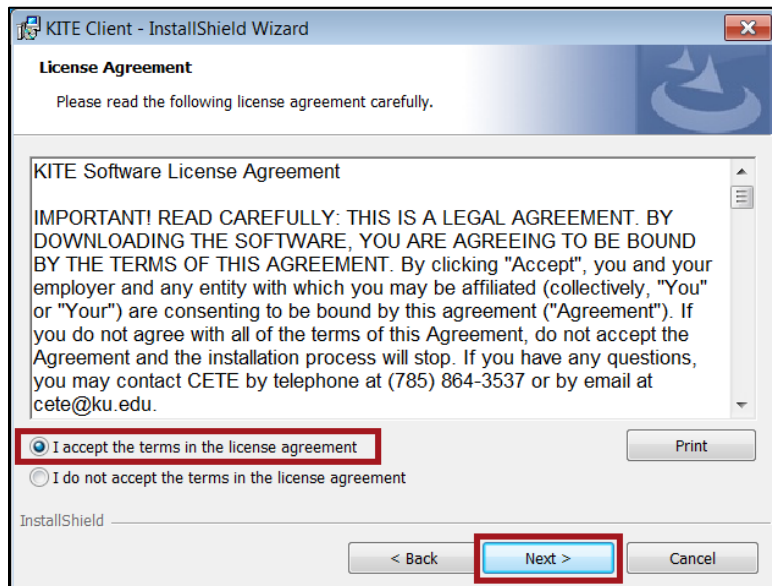 KITE Client - InstallShield Wizard
License Agreement
Please read the following license agreement carefully.
KITE Software License Agreement
IMPORTANT! READ CAREFULLY: THIS IS A LEGAL AGREEMENT. BY
DOWNLOADING THE SOFTWARE, YOU ARE AGREEING TO BE BOUND
BY THE TERMS OF THIS AGREEMENT. By clicking "Accept", you and your
employer and any entity with which you may be affiliated (collectively, "You"
or "Your") are consenting to be bound by this agreement ("Agreement"). If
you do not agree with all of the terms of this Agreement, do not accept the
Agreement and the installation process will stop. If you have any questions,
you may contact CETE by telephone at (785) 864-3537 or by email at
cete@ku.edu.
I accept the terms in the license agreement
Print
I do not accept the terms in the license agreement
InstallShield
< Back
Next >
Cancel